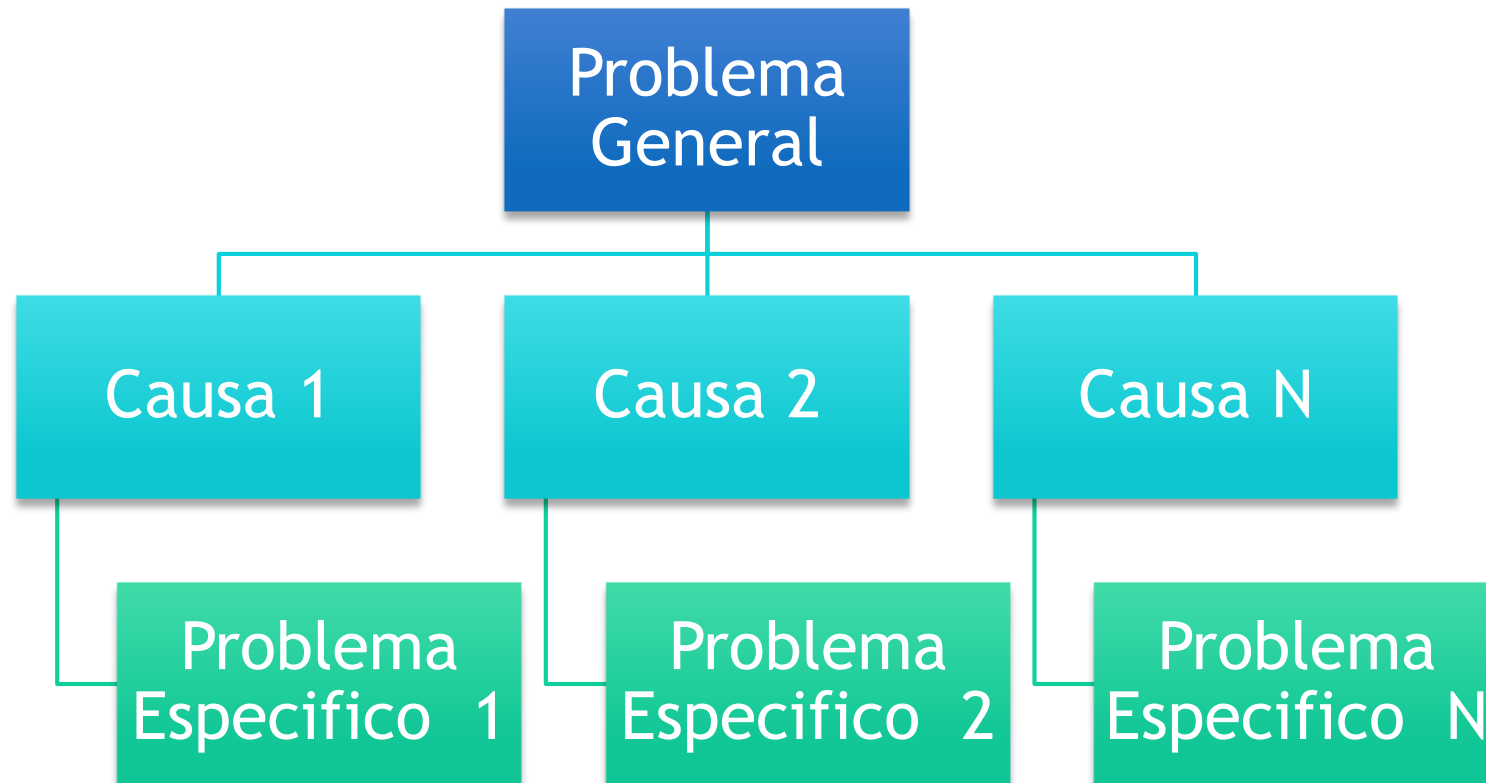 Problema
General
Causa 1
Causa 2
Causa N
Problema
Especifico 1
Problema
Especifico 2
Problema
Especifico N